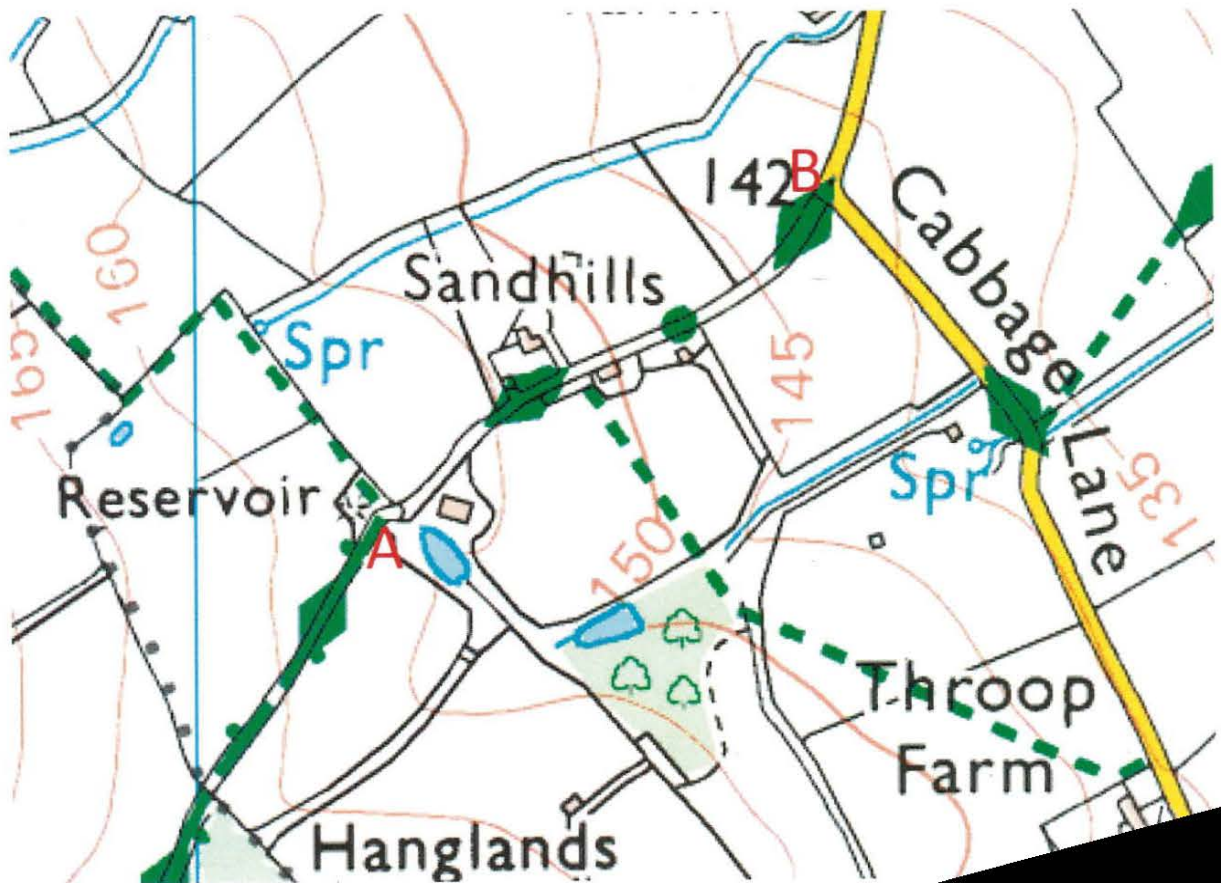 142
B
Cabbage
Lane
160
165
Sandhills
Spr
145
Reservoir
A
Spr
135
150
Throop
Farm
Hanglands